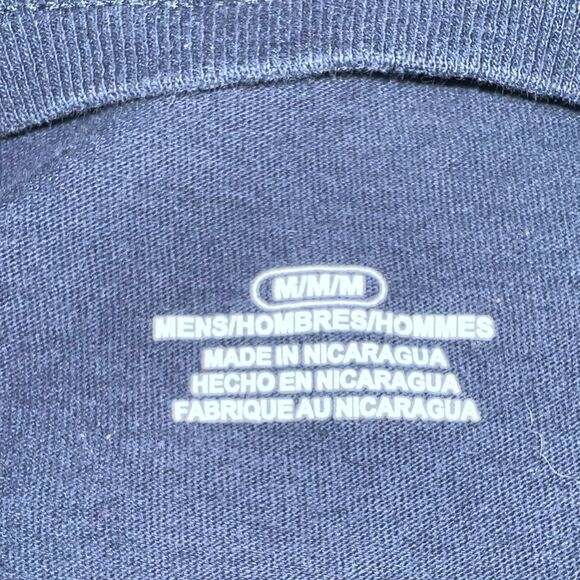 M/M/M
MENS/HOMBRES/HOMMES
MADE IN NICARAGUA
HECHO EN NICARAGUA
FABRIQUE AU NICARAGUA